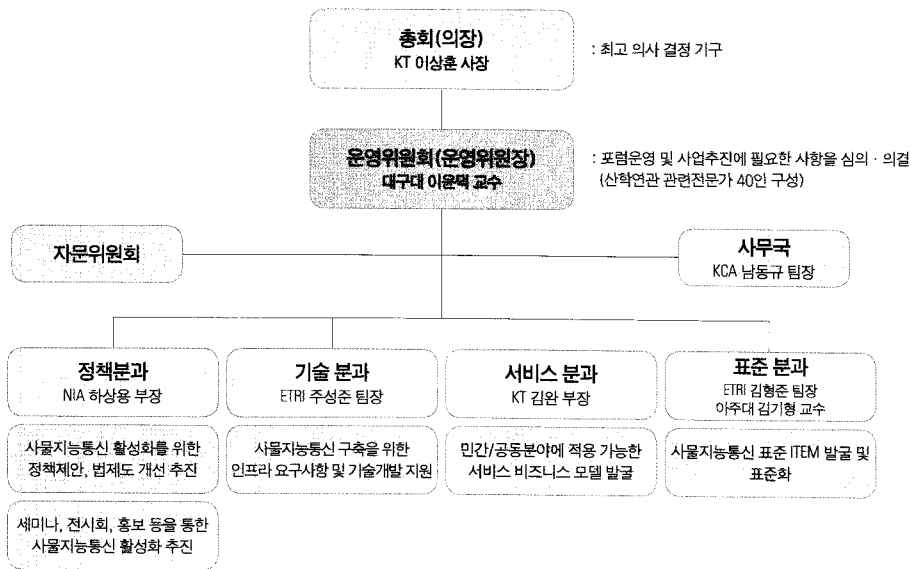 총회(의장)
KT 이상훈 사장
: 최고 의사 결정 기구
운영위원회(운영위원장)
대구대 이윤덕 교수
: 포럼운영 및 사업추진에 필요한 사항을 심의 · 의결
(산학연관 관련전문가 40인 구성)
자문위원회
사무국
KCA 남동규 팀장
정책분과
NIA 하상용 부장
사물지능통신 활성화를 위한
정책제안, 법제도 개선 추진
세미나, 전시회, 홍보 등을 통한
사물지능통신 활성화 추진
기술 분과
ETRI 주성준 팀장
사물지능통신 구축을 위한
인프라 요구사항 및 기술개발 지원
서비스 분과
KT 김완 부장
민간/공동분야에 적용 가능한
서비스 비즈니스 모델 발굴
표준 분과
ETRI 김형준 팀장
아주대 김기형 교수
사물지능통신 표준 ITEM 발굴 및
표준화